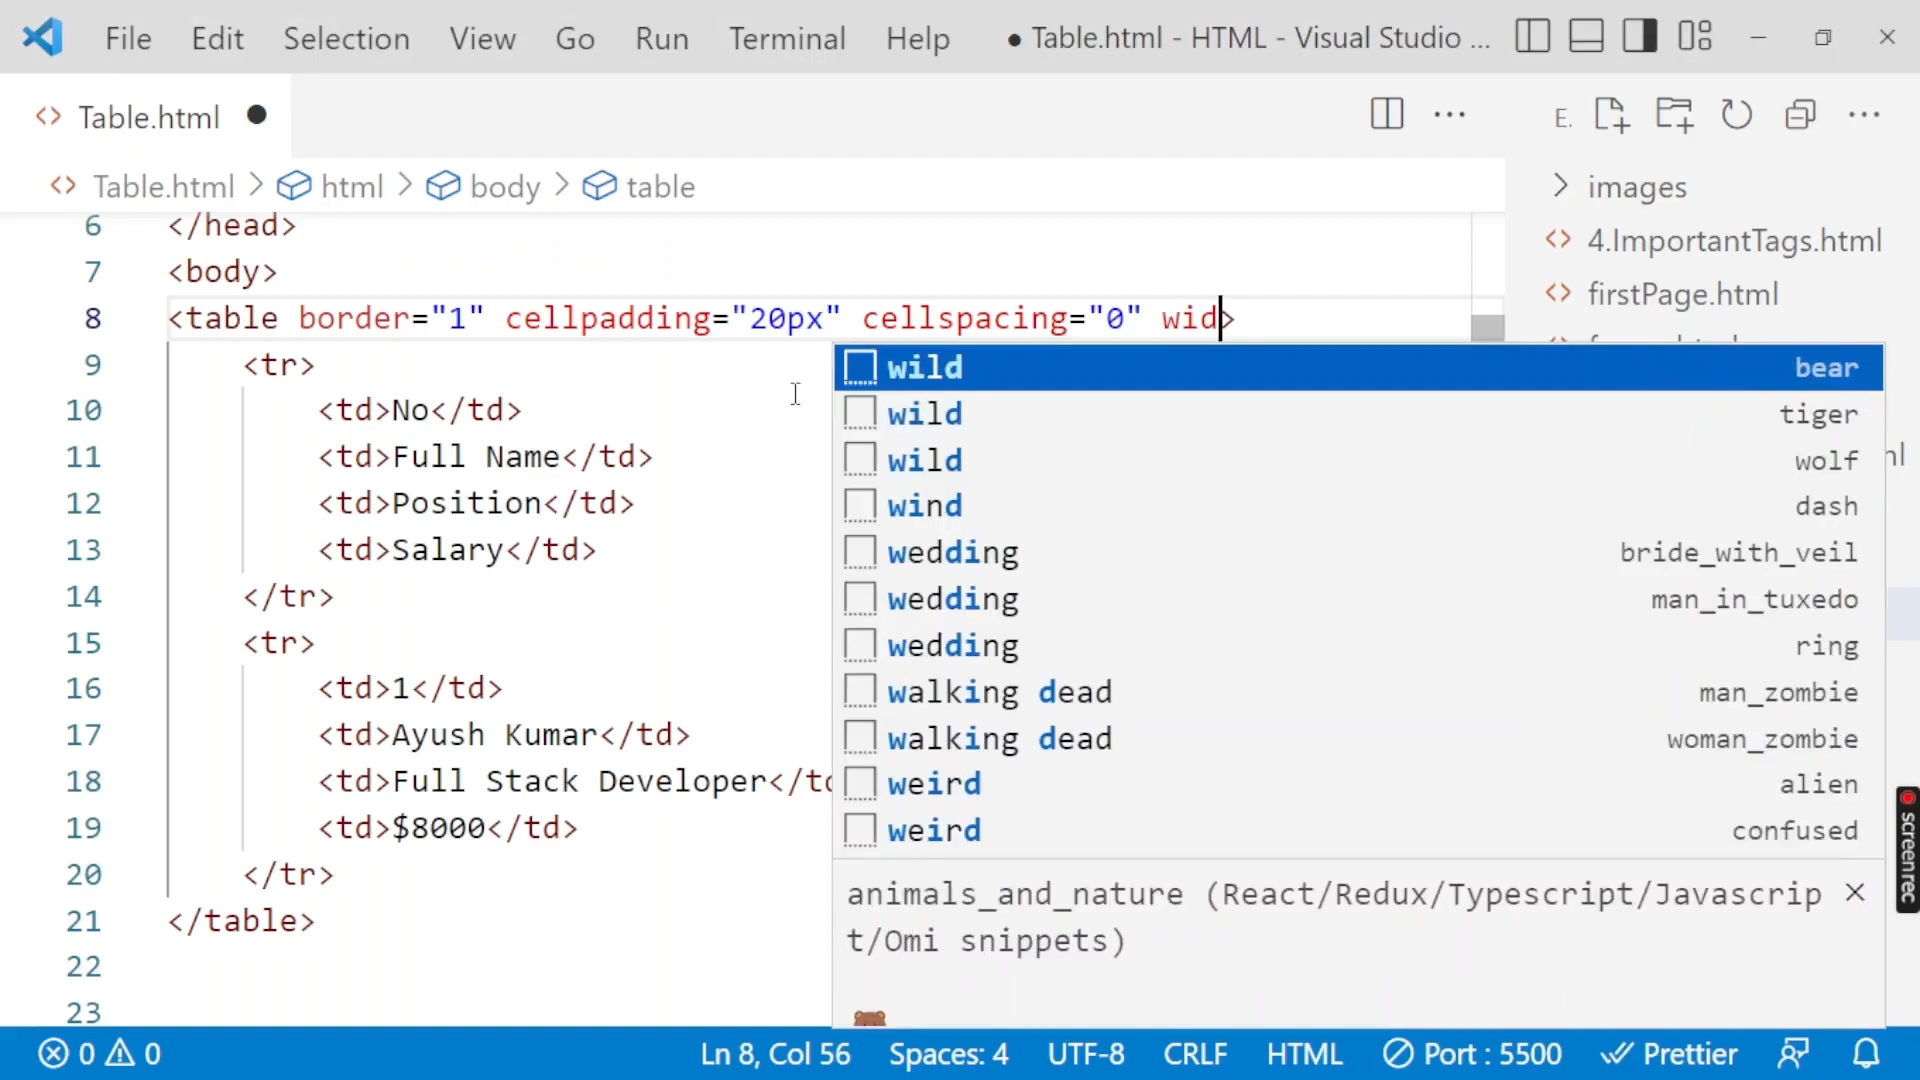 File Edit Selection View Go Run Terminal Help ● Table.html - HTML - Visual Studio ...
<> Table.html ●
E.
<> Table.html > html > body > table
> images
<> 4.ImportantTags.html
<> firstPage.html
6 </head>
7 <body>
8 <table border="1" cellpadding="20px" cellspacing="0" wid>
9 <tr>
10 <td>No</td>
11 <td>Full Name</td>
12 <td>Position</td>
13 <td>Salary</td>
14 </tr>
15 <tr>
16 <td>1</td>
17 <td>Ayush Kumar</td>
18 <td>Full Stack Developer</td
19 <td>$8000</td>
20 </tr>
21 </table>
22
23
wild bear
wild tiger
wild wolf
wind dash
wedding bride_with_veil
wedding man_in_tuxedo
wedding ring
walking dead man_zombie
walking dead woman_zombie
weird alien
weird confused
animals_and_nature (React/Redux/Typescript/Javascrip
t/Omi snippets)
screenrec
0 0 Ln 8, Col 56 Spaces: 4 UTF-8 CRLF HTML Port : 5500 Prettier